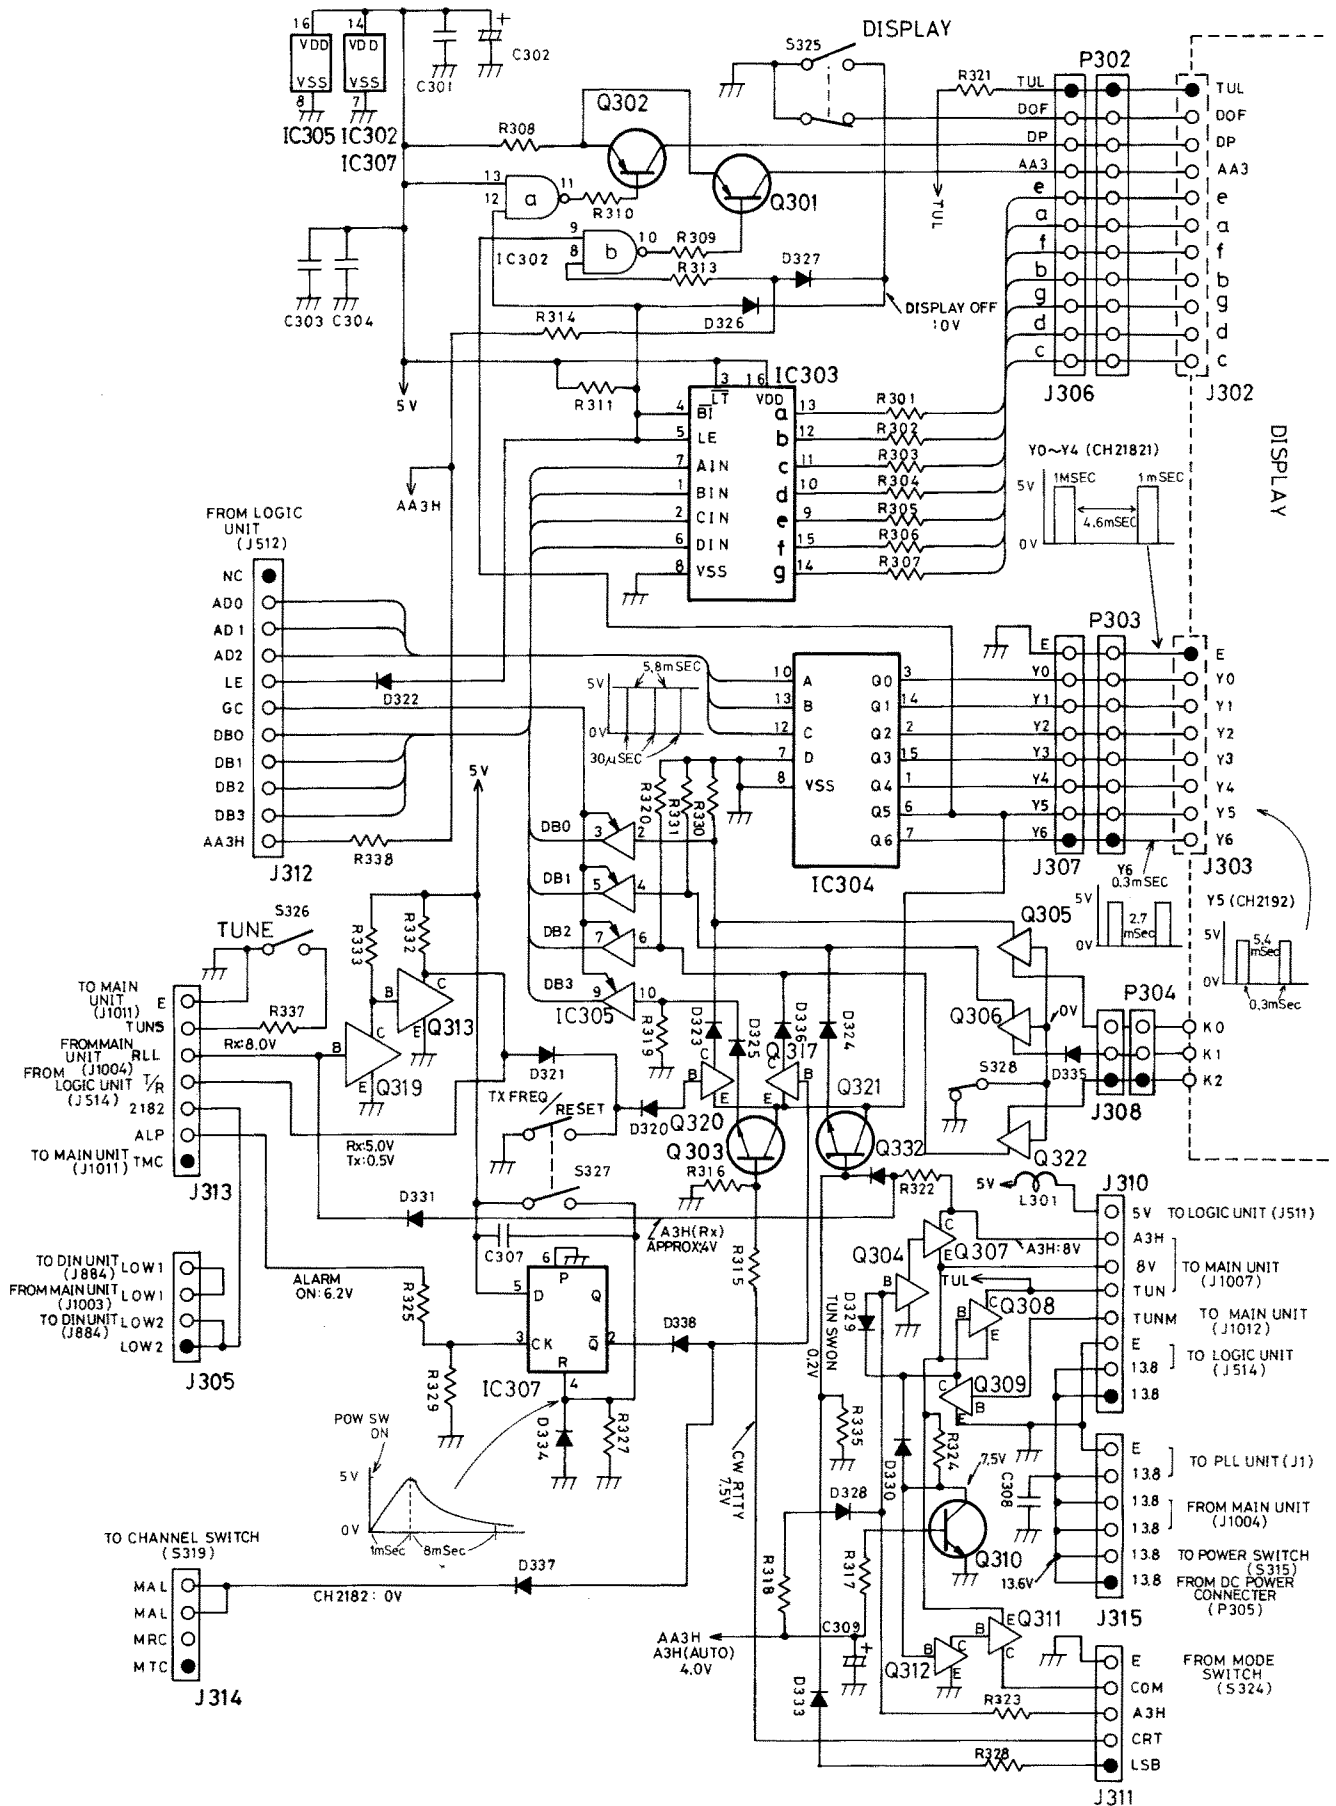 16
14
VDD
VDD
VSS
VSS
8
7
IC305
IC302
IC307
C301
C302
+
DISPLAY
S325
Q302
R308
13
12
a
11
R310
Q301
9
8
b
10
IC302
R309
R313
D327
D326
R314
DISPLAY OFF
:0V
C303
C304
5V
R311
R321
TUL
P302
TUL
DOF
DP
AA3
e
a
f
b
g
d
c
TUL
DOF
DP
AA3
e
a
f
b
g
d
c
J306
J302
DISPLAY
IC303
3
16
LT
VDD
4 BI
5 LE
7 AIN
1 BIN
2 CIN
6 DIN
8 VSS
a 13
b 12
c 11
d 10
e 9
f 15
g 14
R301
R302
R303
R304
R305
R306
R307
Y0~Y4 (CH21821)
1MSEC
1mSEC
5V
4.6mSEC
0V
AA3H
FROM LOGIC
UNIT
(J512)
NC
AD0
AD1
AD2
LE
GC
DB0
DB1
DB2
DB3
AA3H
J312
D322
R338
5.8mSEC
5V
0V
30μSEC
10 A
13 B
12 C
7 D
8 VSS
Q0 3
Q1 14
Q2 2
Q3 15
Q4 1
Q5 6
Q6 7
IC304
P303
E
Y0
Y1
Y2
Y3
Y4
Y5
Y6
E
Y0
Y1
Y2
Y3
Y4
Y5
Y6
J307
J303
Y6
0.3mSEC
5V
2.7
mSec
0V
Y5 (CH2192)
5V
5.4
mSec
0V
0.3mSec
R320
R331
R330
DB0
3
2
DB1
5
4
DB2
7
6
DB3
9
10
IC305
5V
TUNE
S326
R333
R332
B
C
E
Q313
B
C
E
Q319
TO MAIN
UNIT
(J1011)
E
TUNS
FROM MAIN
UNIT
(J1004)
RLL
FROM
LOGIC UNIT
(J514)
T/R
2182
ALP
TO MAIN UNIT
(J1011)
TMC
J313
R337
Rx:8.0V
Rx:5.0V
Tx:0.5V
D321
TX FREQ
/
RESET
D320
S327
R319
D323
D325
D336
D324
C
B
E
Q320
Q317
C
B
E
Q321
Q303
R316
Q332
R322
Q305
Q306
0V
D335
S328
Q322
P304
K0
K1
K2
J308
D331
A3H(Rx)
APPROX.4V
C307
R315
5V
L301
J310
5V
A3H
8V
TUN
TUNM
E
13.8
13.8
TO LOGIC UNIT (J511)
TO MAIN UNIT
(J1007)
TO MAIN UNIT
(J1012)
TO LOGIC UNIT
(J514)
Q304
C
E
Q307
A3H:8V
TUL
B
C
E
Q308
C
B
E
Q309
D329
TUN SWON
0.2V
TO DIN UNIT
(J884)
LOW1
FROM MAIN UNIT
(J1003)
LOW1
TO DIN UNIT
(J884)
LOW2
LOW2
J305
ALARM
ON:6.2V
R325
R329
6
P
5
D
Q
3
CK
2
Q
R
4
IC307
D338
D334
R327
POW SW
ON
5V
0V
1mSec
8mSec
R335
D330
R324
7.5V
CW RTTY
7.5V
D328
R318
R317
Q310
C308
13.6V
E
13.8
13.8
13.8
13.8
13.8
TO PLL UNIT (J1)
FROM MAIN UNIT
(J1004)
TO POWER SWITCH
(S315)
FROM DC POWER
CONNECTER
(P305)
J315
TO CHANNEL SWITCH
(S319)
MAL
MAL
MRC
MTC
J314
D337
CH2182:0V
AA3H
A3H(AUTO)
4.0V
C309
+
D333
B
C
E
Q312
B
E
C
Q311
R323
R328
E
COM
A3H
CRT
LSB
FROM MODE
SWITCH
(S324)
J311